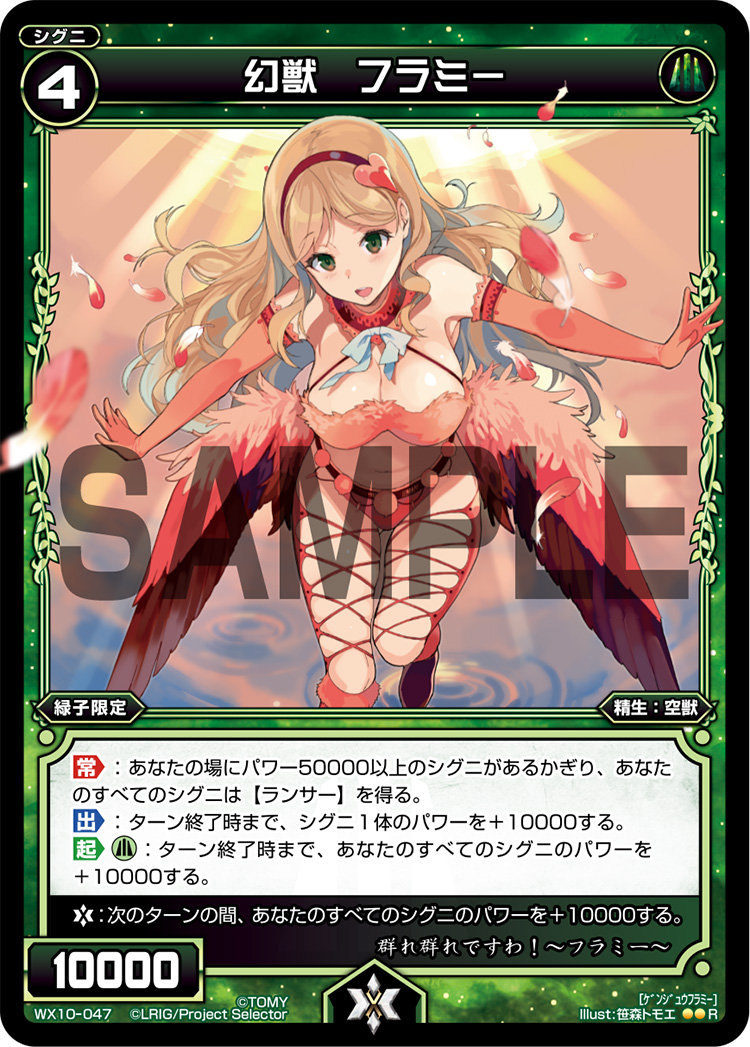 シグニ
4
幻獣 フラミー
SAMPLE
緑子限定
精生：空獣
常：あなたの場にパワー50000以上のシグニがあるかぎり、あなた
のすべてのシグニは【ランサー】を得る。
出：ターン終了時まで、シグニ１体のパワーを＋10000する。
起：ターン終了時まで、あなたのすべてのシグニのパワーを
＋10000する。
：次のターンの間、あなたのすべてのシグニのパワーを＋10000する。
群れ群れですわ！～フラミー～
10000
WX10-047 ©LRIG/Project Selector
©TOMY
[ｹﾞﾝｼﾞｭｳﾌﾗﾐｰ]
Illust:笹森トモエ R